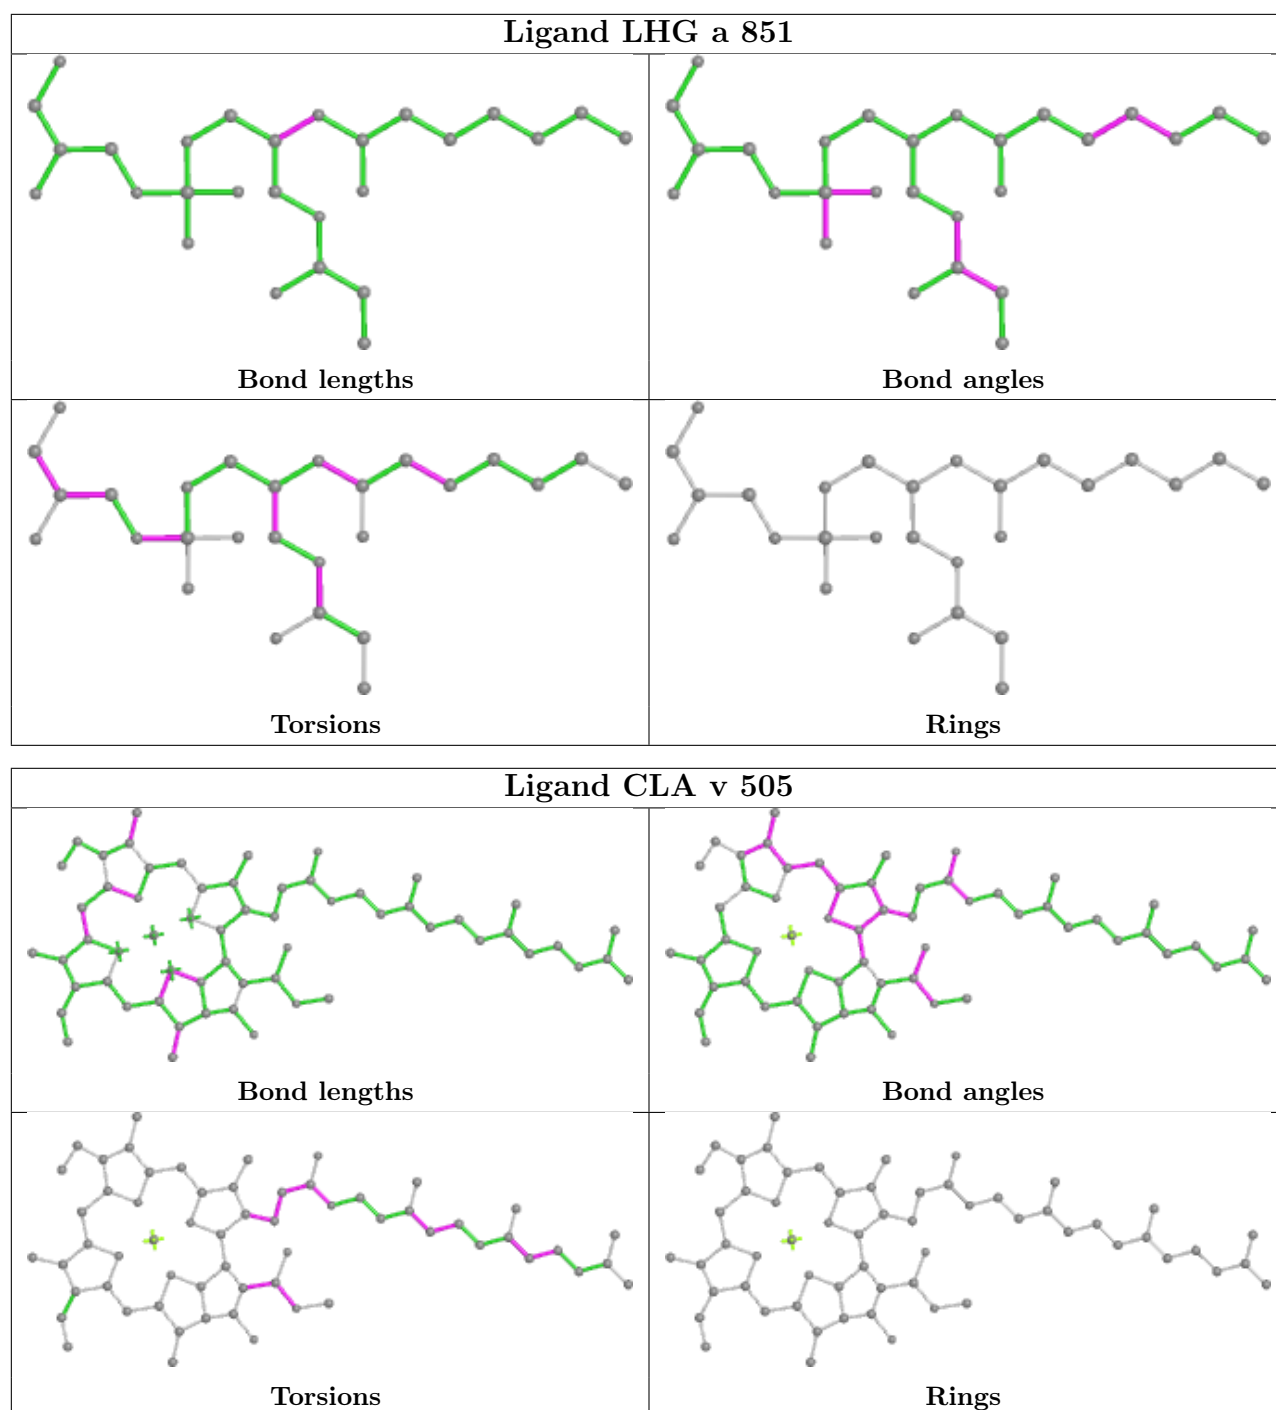 Ligand LHG a 851
Bond lengths
Bond angles
Torsions
Rings
Ligand CLA v 505
Bond lengths
Bond angles
Torsions
Rings